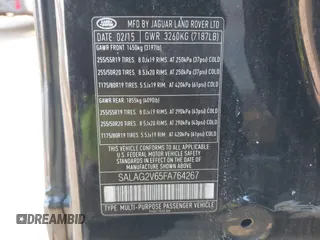 LAND ROVER
MFD BY JAGUAR LAND ROVER LTD
DATE: 02/15 GWR. 3260KG (7187LB)
GAWR FRONT: 1450kg (3197lb)
255/55R19 TIRES. 8.0Jx19 RIMS. AT 250kPa (37psi) COLD
255/50R20 TIRES. 8.5Jx20 RIMS. AT 250kPa (37psi) COLD
T175/80R19 TIRES. 5.5Jx19 RIMS. AT 420kPa (61psi) COLD
GAWR REAR: 1855kg (4090lb)
255/55R19 TIRES. 8.0Jx19 RIMS. AT 290kPa (42psi) COLD
255/50R20 TIRES. 8.5Jx20 RIMS. AT 290kPa (42psi) COLD
T175/80R19 TIRES. 5.5Jx19 RIMS. AT 420kPa (61psi) COLD
THIS VEHICLE CONFORMS TO ALL APPLICABLE
U.S. FEDERAL MOTOR VEHICLE SAFETY STANDARDS
IN EFFECT ON THE DATE OF
MANUFACTURE SHOWN ABOVE
SALAG2V65FA764267
TYPE:
MULTI-PURPOSE PASSENGER VEHICLE
DREAMBID